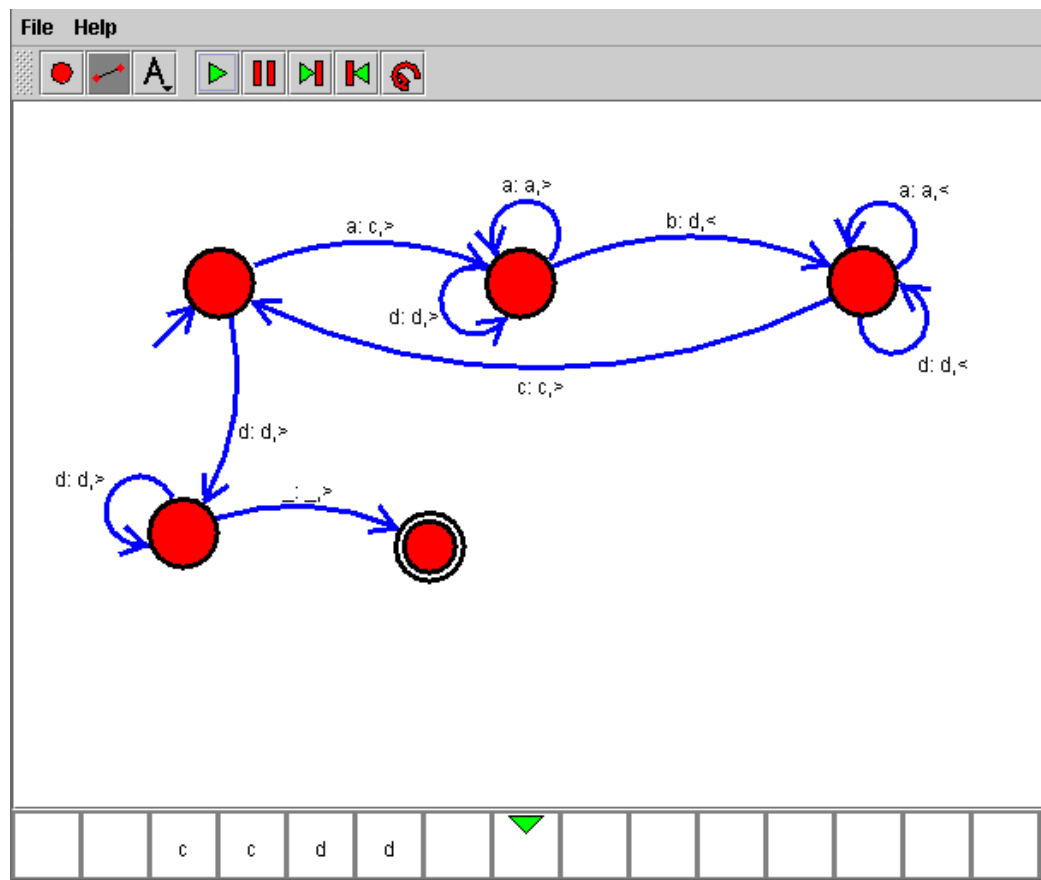 File Help
A
a: a,>
a: a,<
a: c,>
b: d,<
d: d,>
d: d,<
c: c,>
d: d,>
d: d,>
_: _,>
c c d d